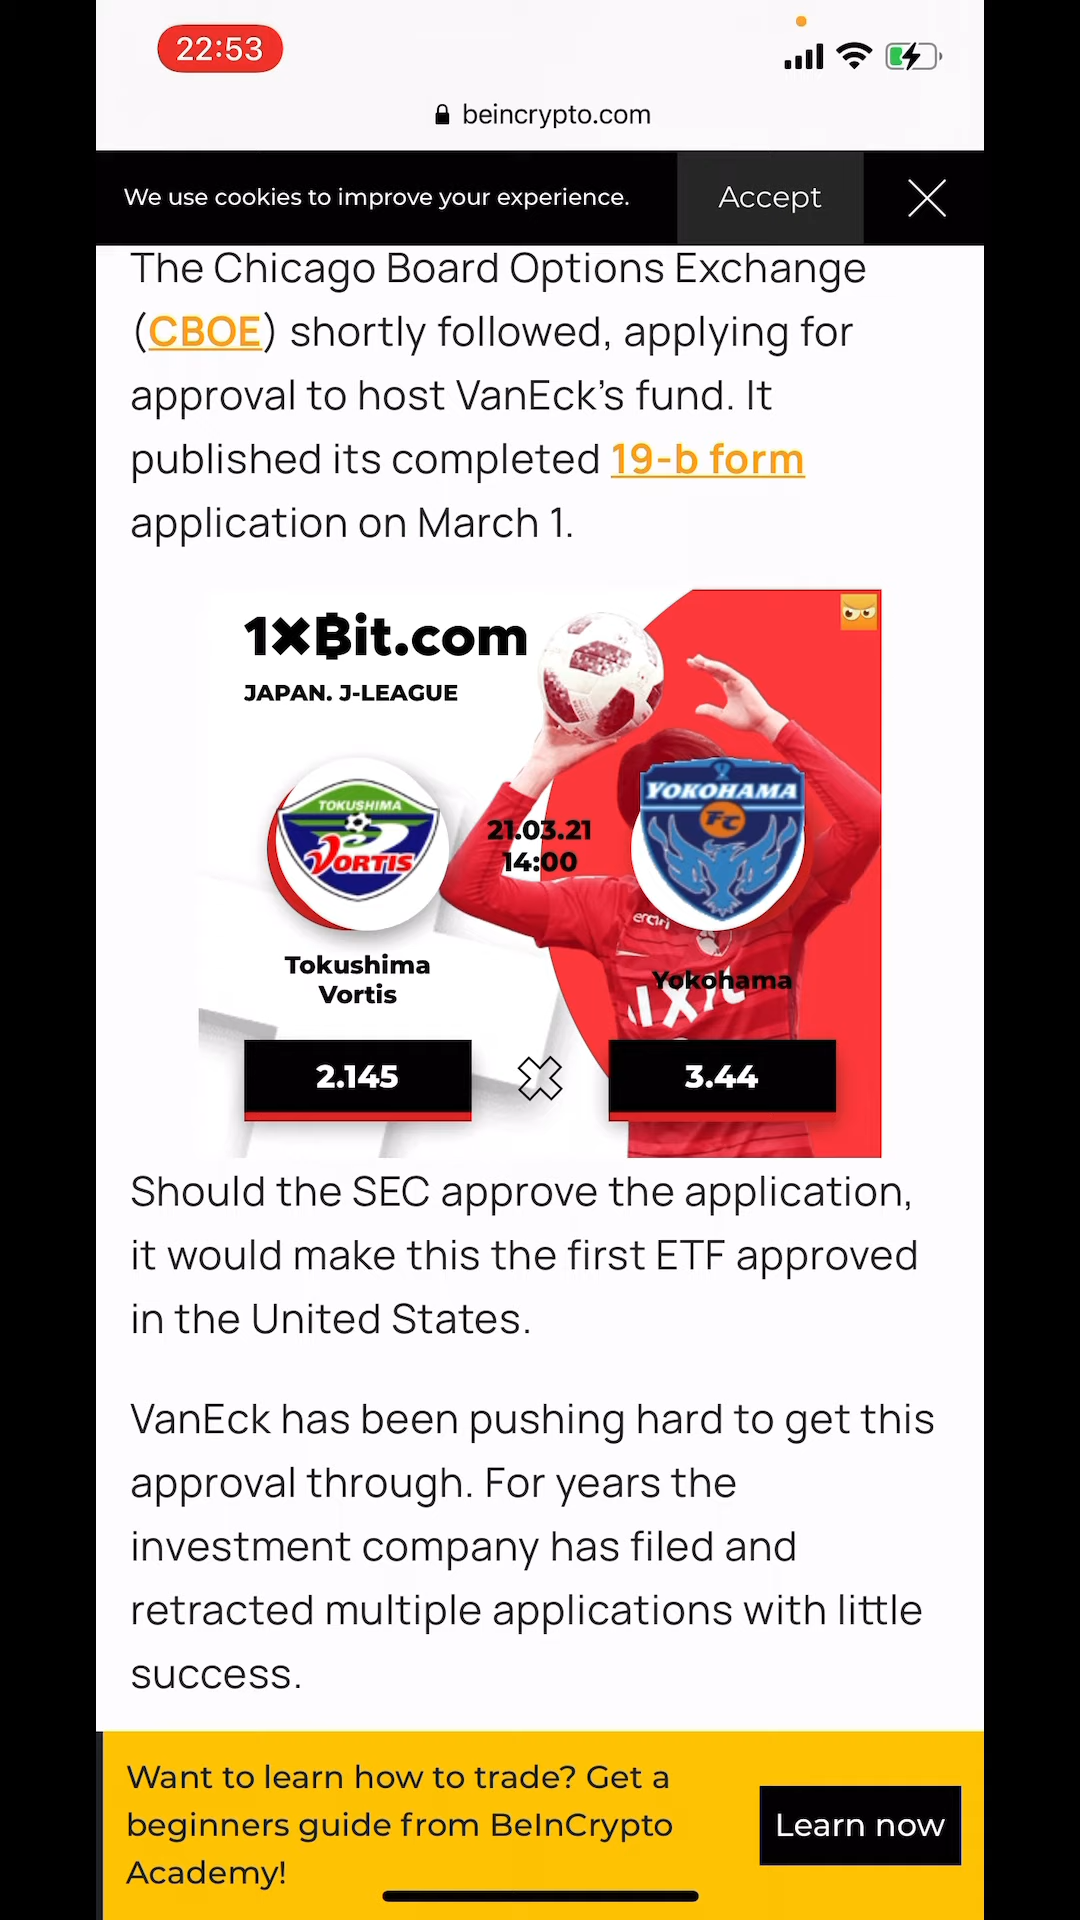 22:53
beincrypto.com
We use cookies to improve your experience.
Accept
The Chicago Board Options Exchange
(CBOE) shortly followed, applying for
approval to host VanEck's fund. It
published its completed 19-b form
application on March 1.
1XBit.com
JAPAN. J-LEAGUE
TOKUSHIMA
VORTIS
21.03.21
14:00
YOKOHAMA
FC
Tokushima
Vortis
Yokohama
2.145
3.44
Should the SEC approve the application,
it would make this the first ETF approved
in the United States.
VanEck has been pushing hard to get this
approval through. For years the
investment company has filed and
retracted multiple applications with little
success.
Want to learn how to trade? Get a
beginners guide from BeInCrypto
Academy!
Learn now